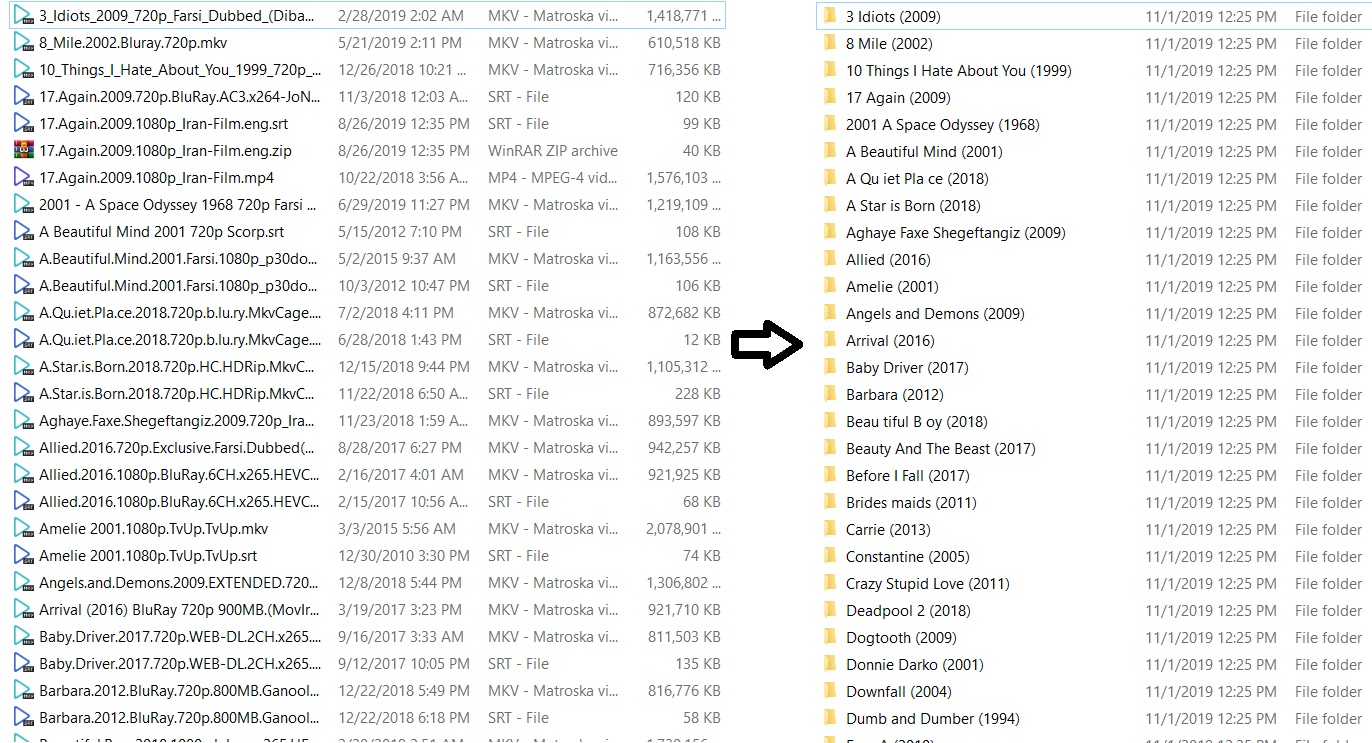 3_Idiots_2009_720p_Farsi_Dubbed_(Diba... 2/28/2019 2:02 AM MKV - Matroska vi... 1,418,771 ...
8_Mile.2002.Bluray.720p.mkv 5/21/2019 2:11 PM MKV - Matroska vi... 610,518 KB
10_Things_I_Hate_About_You_1999_720p_... 12/26/2018 10:21 ... MKV - Matroska vi... 716,356 KB
17.Again.2009.720p.BluRay.AC3.x264-JoN... 11/3/2018 12:03 A... SRT - File 120 KB
17.Again.2009.1080p_Iran-Film.eng.srt 8/26/2019 12:35 PM SRT - File 99 KB
17.Again.2009.1080p_Iran-Film.eng.zip 8/26/2019 12:35 PM WinRAR ZIP archive 40 KB
17.Again.2009.1080p_Iran-Film.mp4 10/22/2018 3:56 A... MP4 - MPEG-4 vid... 1,576,103 ...
2001 - A Space Odyssey 1968 720p Farsi ... 6/29/2019 11:27 PM MKV - Matroska vi... 1,219,109 ...
A Beautiful Mind 2001 720p Scorp.srt 5/15/2012 7:10 PM SRT - File 108 KB
A.Beautiful.Mind.2001.Farsi.1080p_p30do... 5/2/2015 9:37 AM MKV - Matroska vi... 1,163,556 ...
A.Beautiful.Mind.2001.Farsi.1080p_p30do... 10/3/2012 10:47 PM SRT - File 106 KB
A.Qu.iet.Pla.ce.2018.720p.b.lu.ry.MkvCage.... 7/2/2018 4:11 PM MKV - Matroska vi... 872,682 KB
A.Qu.iet.Pla.ce.2018.720p.b.lu.ry.MkvCage.... 6/28/2018 1:43 PM SRT - File 12 KB
A.Star.is.Born.2018.720p.HC.HDRip.MkvC... 12/15/2018 9:44 PM MKV - Matroska vi... 1,105,312 ...
A.Star.is.Born.2018.720p.HC.HDRip.MkvC... 11/22/2018 6:50 A... SRT - File 228 KB
Aghaye.Faxe.Shegeftangiz.2009.720p_Ira... 11/23/2018 1:59 A... MKV - Matroska vi... 893,597 KB
Allied.2016.720p.Exclusive.Farsi.Dubbed(... 8/28/2017 6:27 PM MKV - Matroska vi... 942,257 KB
Allied.2016.1080p.BluRay.6CH.x265.HEVC... 2/16/2017 4:01 AM MKV - Matroska vi... 921,925 KB
Allied.2016.1080p.BluRay.6CH.x265.HEVC... 2/15/2017 10:56 A... SRT - File 68 KB
Amelie 2001.1080p.TvUp.TvUp.mkv 3/3/2015 5:56 AM MKV - Matroska vi... 2,078,901 ...
Amelie 2001.1080p.TvUp.TvUp.srt 12/30/2010 3:30 PM SRT - File 74 KB
Angels.and.Demons.2009.EXTENDED.720... 12/8/2018 5:44 PM MKV - Matroska vi... 1,306,802 ...
Arrival (2016) BluRay 720p 900MB.(MovIr... 3/19/2017 3:23 PM MKV - Matroska vi... 921,710 KB
Baby.Driver.2017.720p.WEB-DL.2CH.x265.... 9/16/2017 3:33 AM MKV - Matroska vi... 811,503 KB
Baby.Driver.2017.720p.WEB-DL.2CH.x265.... 9/12/2017 10:05 PM SRT - File 135 KB
Barbara.2012.BluRay.720p.800MB.Ganool... 12/22/2018 5:49 PM MKV - Matroska vi... 816,776 KB
Barbara.2012.BluRay.720p.800MB.Ganool... 12/22/2018 6:18 PM SRT - File 58 KB
3 Idiots (2009) 11/1/2019 12:25 PM File folder
8 Mile (2002) 11/1/2019 12:25 PM File folder
10 Things I Hate About You (1999) 11/1/2019 12:25 PM File folder
17 Again (2009) 11/1/2019 12:25 PM File folder
2001 A Space Odyssey (1968) 11/1/2019 12:25 PM File folder
A Beautiful Mind (2001) 11/1/2019 12:25 PM File folder
A Qu iet Pla ce (2018) 11/1/2019 12:25 PM File folder
A Star is Born (2018) 11/1/2019 12:25 PM File folder
Aghaye Faxe Shegeftangiz (2009) 11/1/2019 12:25 PM File folder
Allied (2016) 11/1/2019 12:25 PM File folder
Amelie (2001) 11/1/2019 12:25 PM File folder
Angels and Demons (2009) 11/1/2019 12:25 PM File folder
Arrival (2016) 11/1/2019 12:25 PM File folder
Baby Driver (2017) 11/1/2019 12:25 PM File folder
Barbara (2012) 11/1/2019 12:25 PM File folder
Beau tiful B oy (2018) 11/1/2019 12:25 PM File folder
Beauty And The Beast (2017) 11/1/2019 12:25 PM File folder
Before I Fall (2017) 11/1/2019 12:25 PM File folder
Brides maids (2011) 11/1/2019 12:25 PM File folder
Carrie (2013) 11/1/2019 12:25 PM File folder
Constantine (2005) 11/1/2019 12:25 PM File folder
Crazy Stupid Love (2011) 11/1/2019 12:25 PM File folder
Deadpool 2 (2018) 11/1/2019 12:25 PM File folder
Dogtooth (2009) 11/1/2019 12:25 PM File folder
Donnie Darko (2001) 11/1/2019 12:25 PM File folder
Downfall (2004) 11/1/2019 12:25 PM File folder
Dumb and Dumber (1994) 11/1/2019 12:25 PM File folder